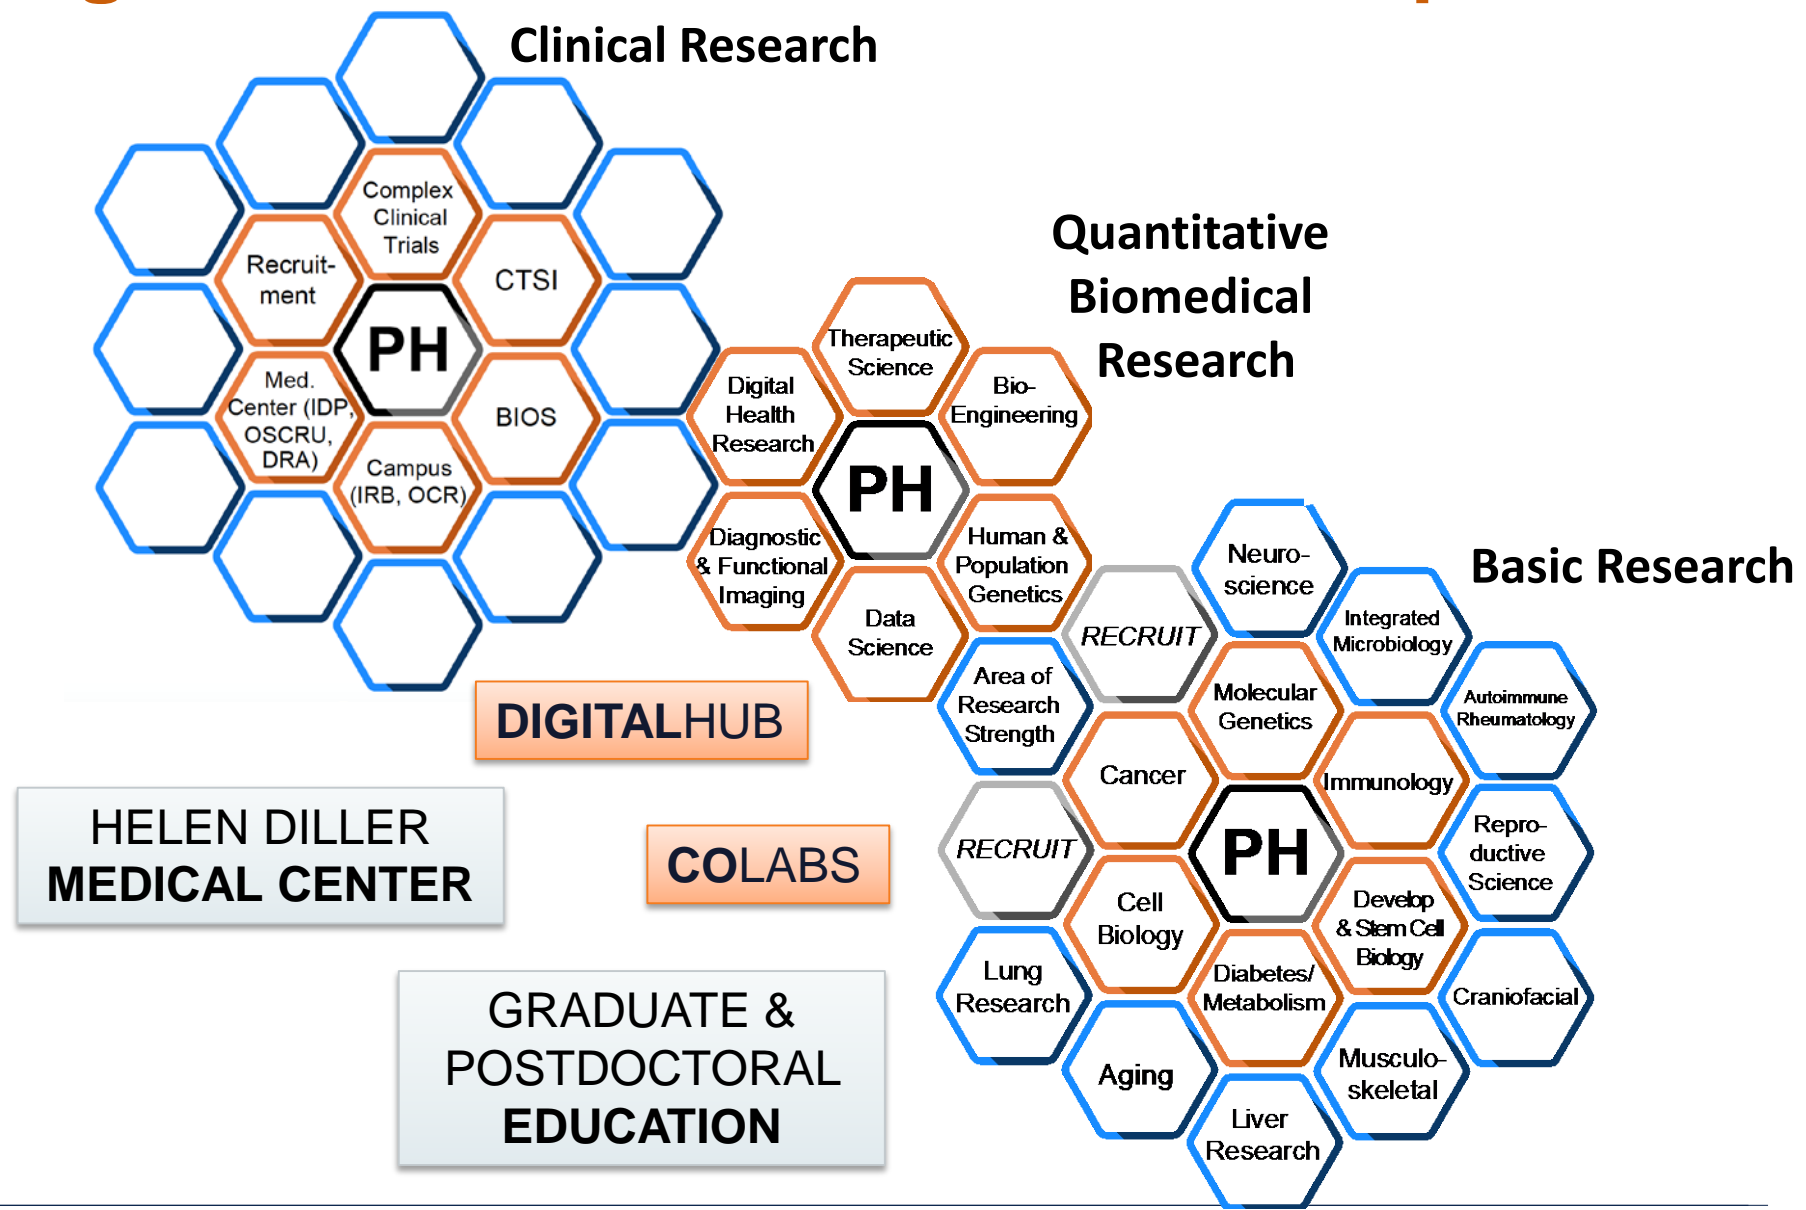 Clinical Research
Complex
Clinical
Trials
Recruit-
ment
CTSI
PH
Med.
Center (IDP,
OSCRU,
DRA)
BIOS
Campus
(IRB, OCR)
Quantitative
Biomedical
Research
Therapeutic
Science
Digital
Health
Research
Bio-
Engineering
PH
Diagnostic
& Functional
Imaging
Human &
Population
Genetics
Data
Science
Basic Research
Neuro-
science
RECRUIT
Integrated
Microbiology
Area of
Research
Strength
Molecular
Genetics
Autoimmune
Rheumatology
Cancer
Immunology
RECRUIT
PH
Repro-
ductive
Science
Cell
Biology
Develop
& Stem Cell
Biology
Lung
Research
Diabetes/
Metabolism
Craniofacial
Aging
Musculo-
skeletal
Liver
Research
DIGITALHUB
HELEN DILLER
MEDICAL CENTER
COLABS
GRADUATE &
POSTDOCTORAL
EDUCATION